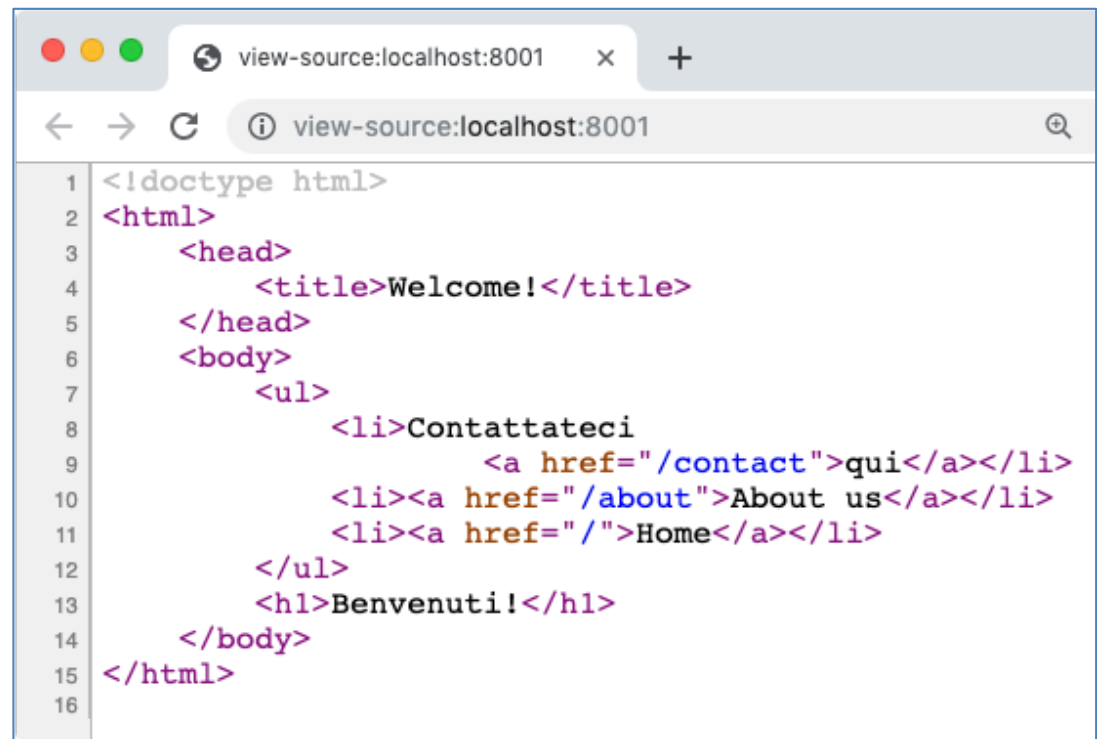 view-source:localhost:8001
view-source:localhost:8001
1 <!doctype html>
2 <html>
3 <head>
4 <title>Welcome!</title>
5 </head>
6 <body>
7 <ul>
8 <li>Contattateci
9 <a href="/contact">qui</a></li>
10 <li><a href="/about">About us</a></li>
11 <li><a href="/">Home</a></li>
12 </ul>
13 <h1>Benvenuti!</h1>
14 </body>
15 </html>
16